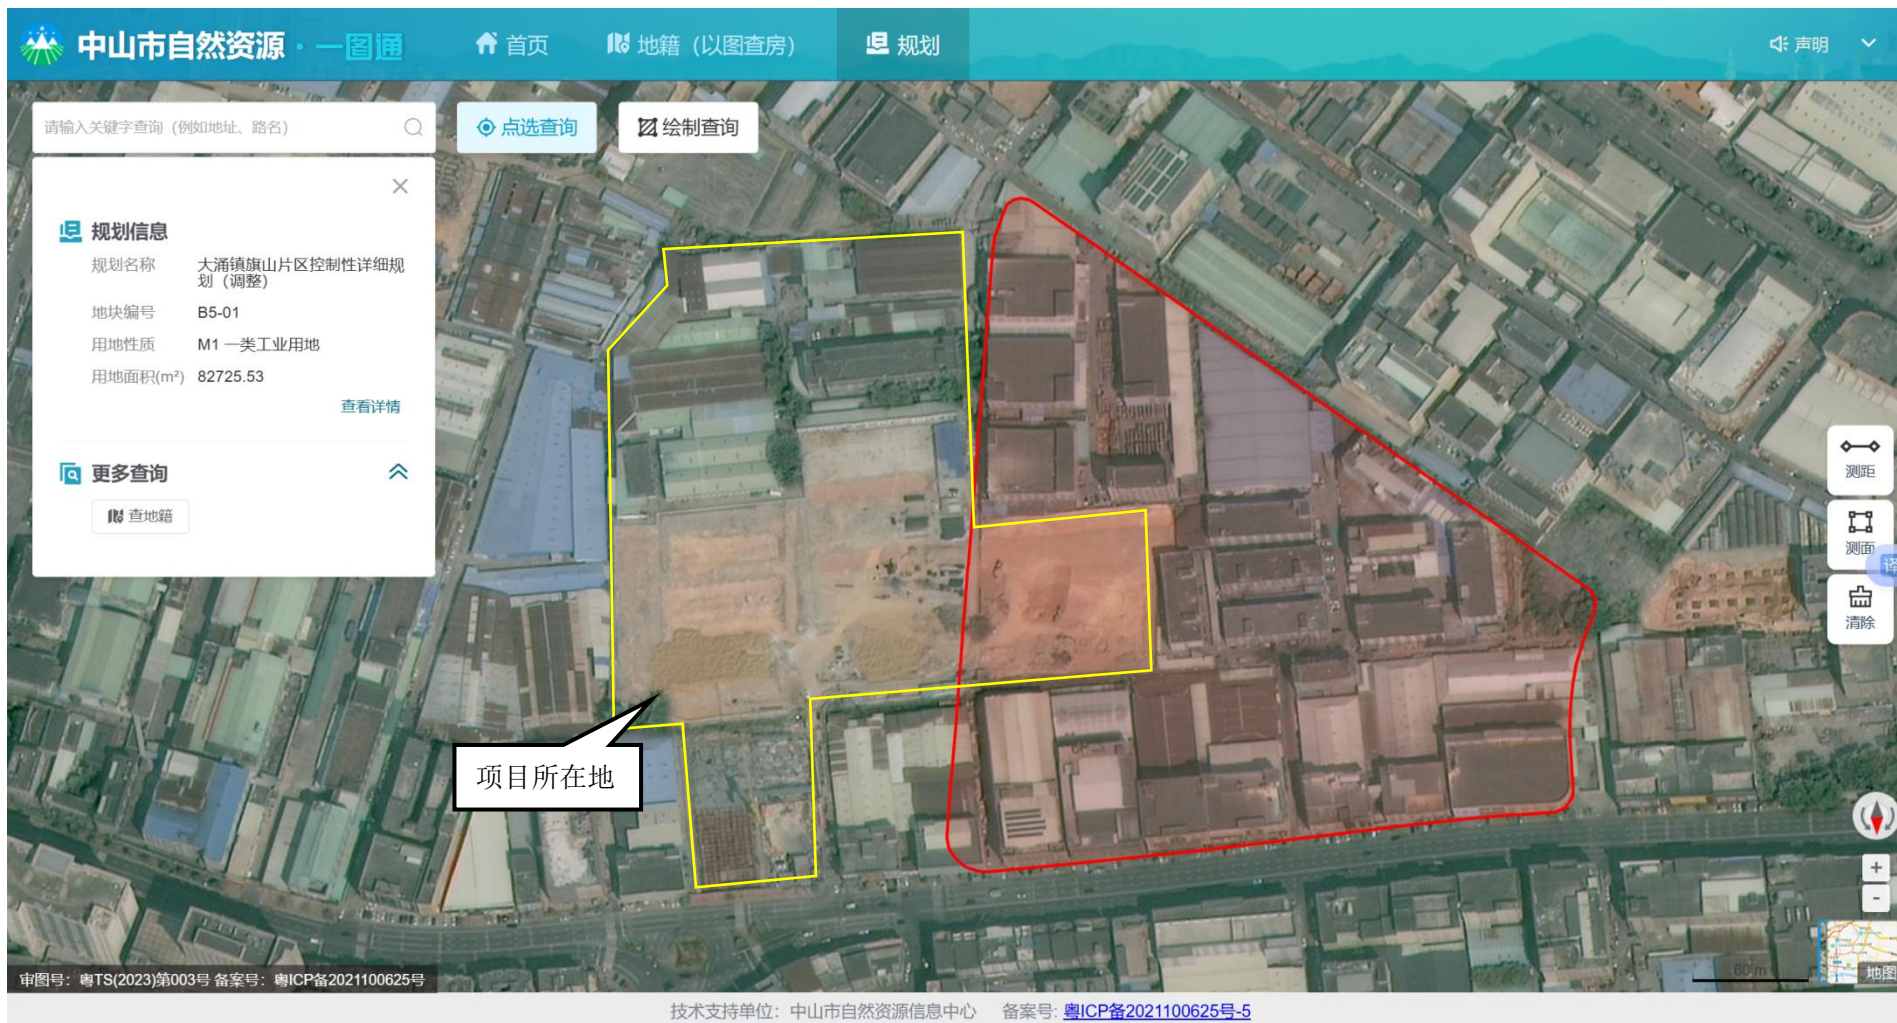 中山市自然资源·一图通
首页
地籍（以图查房）
规划
声明
请输入关键字查询（例如地址、路名）
点选查询
绘制查询
规划信息
规划名称 大涌镇旗山片区控制性详细规
划（调整）
地块编号 B5-01
用地性质 M1 一类工业用地
用地面积(m²) 82725.53
查看详情
更多查询
查地籍
测距
测面
译
清除
项目所在地
+
-
60 m
地图
审图号：粤TS(2023)第003号 备案号：粤ICP备2021100625号
技术支持单位：中山市自然资源信息中心 备案号: 粤ICP备2021100625号-5